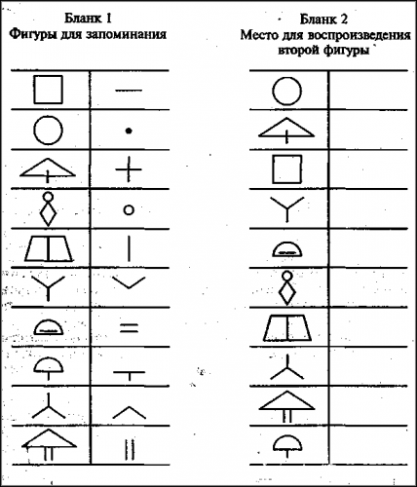 Бланк 1
Фигуры для запоминания
Бланк 2
Место для воспроизведения
второй фигуры